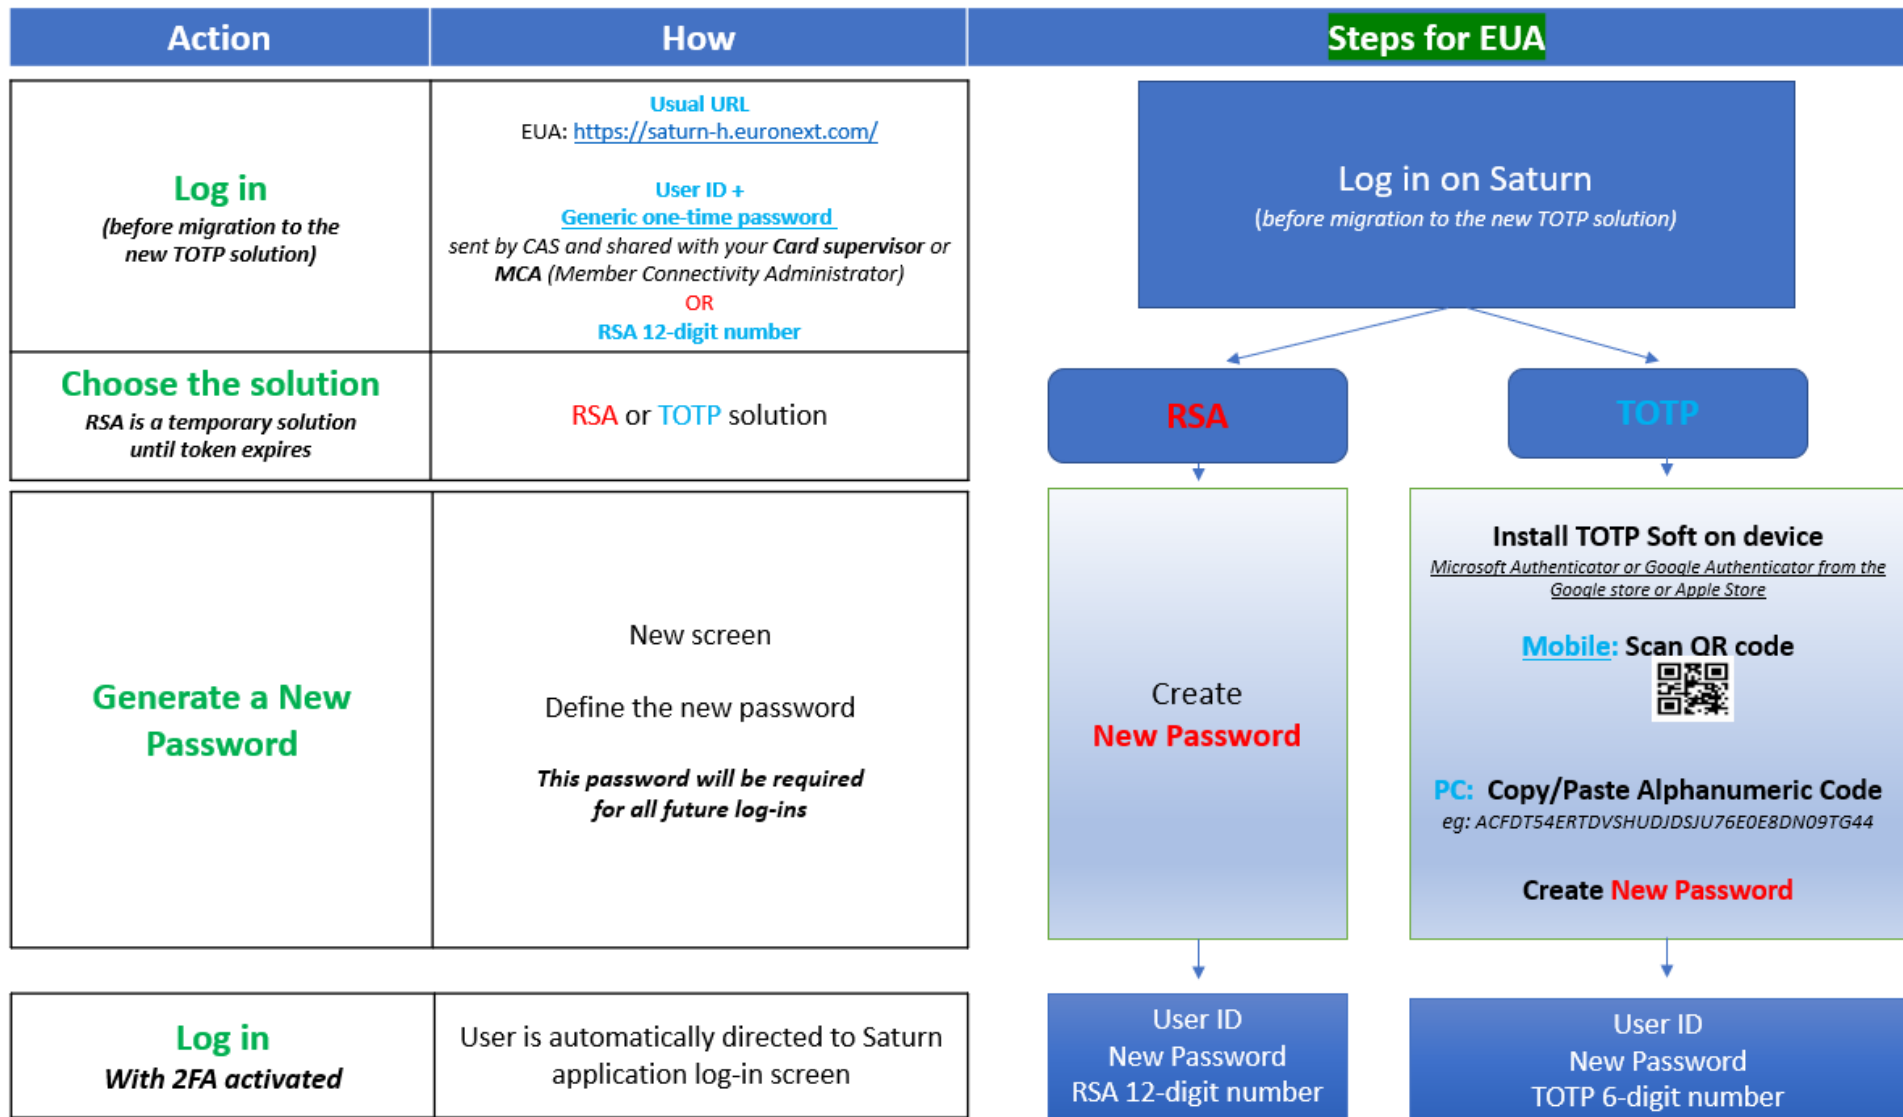 Action
How
Steps for EUA
Log in
(before migration to the
new TOTP solution)
Usual URL
EUA: https://saturn-h.euronext.com/
User ID +
Generic one-time password
sent by CAS and shared with your Card supervisor or
MCA (Member Connectivity Administrator)
OR
RSA 12-digit number
Log in on Saturn
(before migration to the new TOTP solution)
Choose the solution
RSA is a temporary solution
until token expires
RSA or TOTP solution
RSA
TOTP
Generate a New
Password
New screen
Define the new password
This password will be required
for all future log-ins
Create
New Password
Install TOTP Soft on device
Microsoft Authenticator or Google Authenticator from the
Google store or Apple Store
Mobile: Scan QR code
PC: Copy/Paste Alphanumeric Code
eg: ACFDT54ERTDVSHUDJDSJU76E0E8DN09TG44
Create New Password
Log in
With 2FA activated
User is automatically directed to Saturn
application log-in screen
User ID
New Password
RSA 12-digit number
User ID
New Password
TOTP 6-digit number